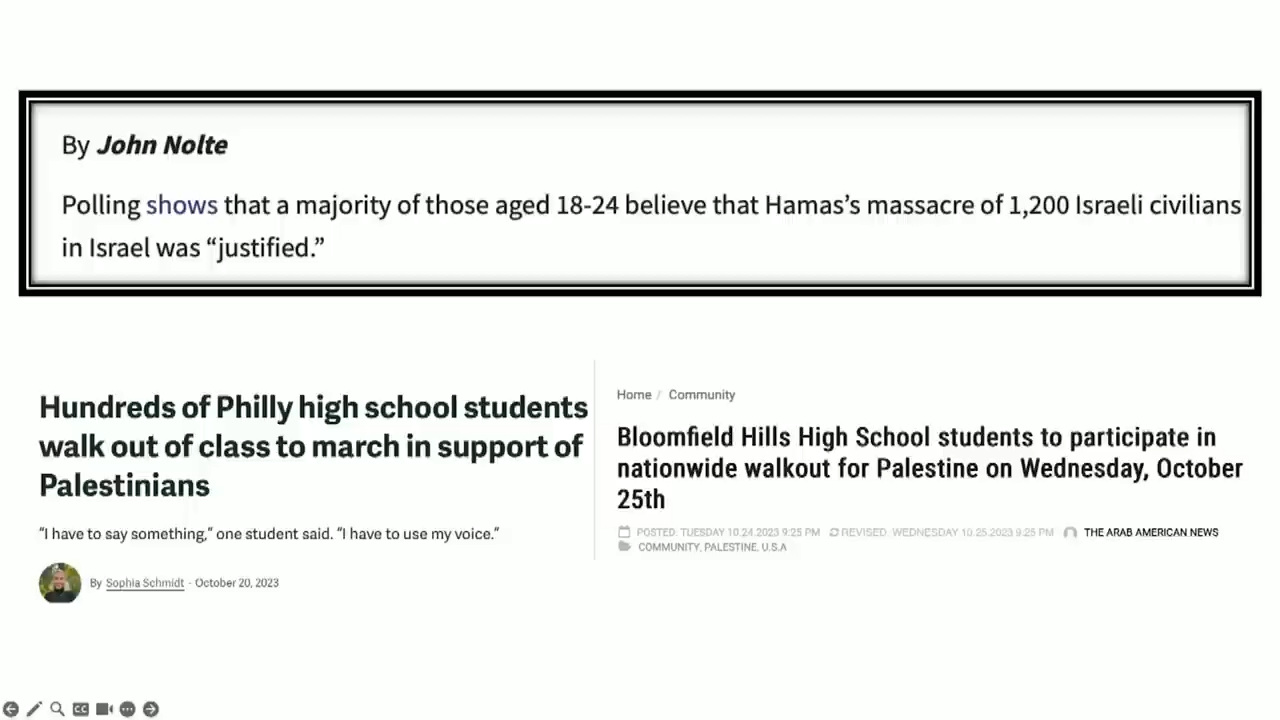 By John Nolte
Polling shows that a majority of those aged 18-24 believe that Hamas’s massacre of 1,200 Israeli civilians
in Israel was “justified.”
Hundreds of Philly high school students
walk out of class to march in support of
Palestinians
“I have to say something,” one student said. “I have to use my voice.”
By Sophia Schmidt - October 20, 2023
Home / Community
Bloomfield Hills High School students to participate in
nationwide walkout for Palestine on Wednesday, October
25th
POSTED: TUESDAY 10.24.2023 9:25 PM REVISED: WEDNESDAY 10.25.2023 9:25 PM THE ARAB AMERICAN NEWS
COMMUNITY, PALESTINE, U.S.A
CC